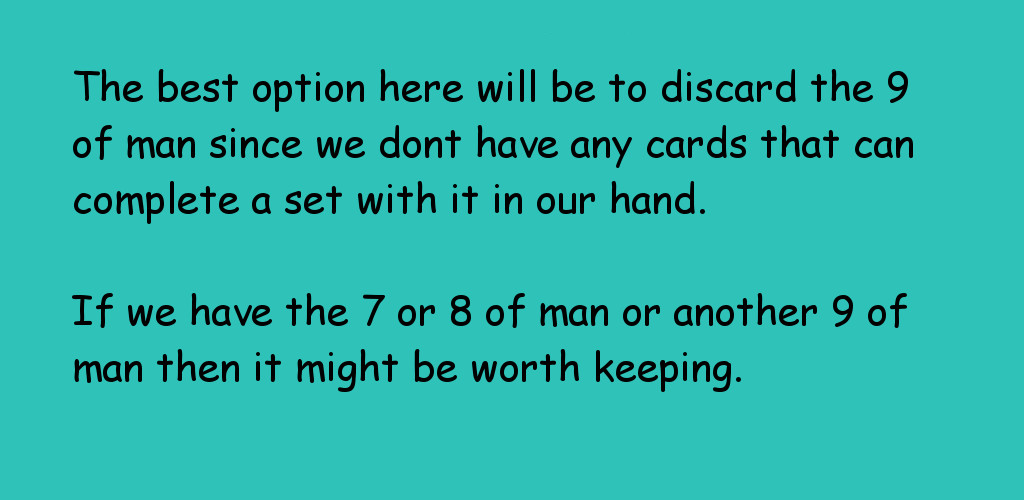 The best option here will be to discard the 9
of man since we dont have any cards that can
complete a set with it in our hand.
If we have the 7 or 8 of man or another 9 of
man then it might be worth keeping.